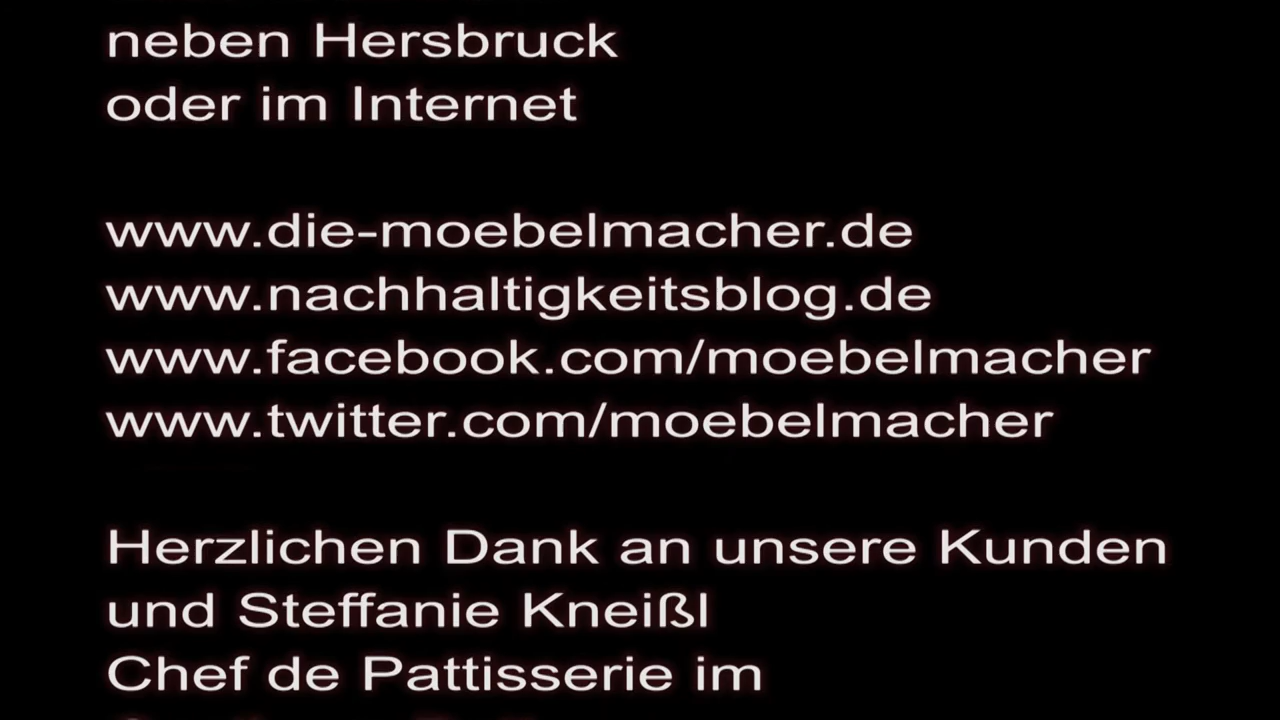 neben Hersbruck
oder im Internet
www.die-moebelmacher.de
www.nachhaltigkeitsblog.de
www.facebook.com/moebelmacher
www.twitter.com/moebelmacher
Herzlichen Dank an unsere Kunden
und Steffanie Kneißl
Chef de Pattisserie im